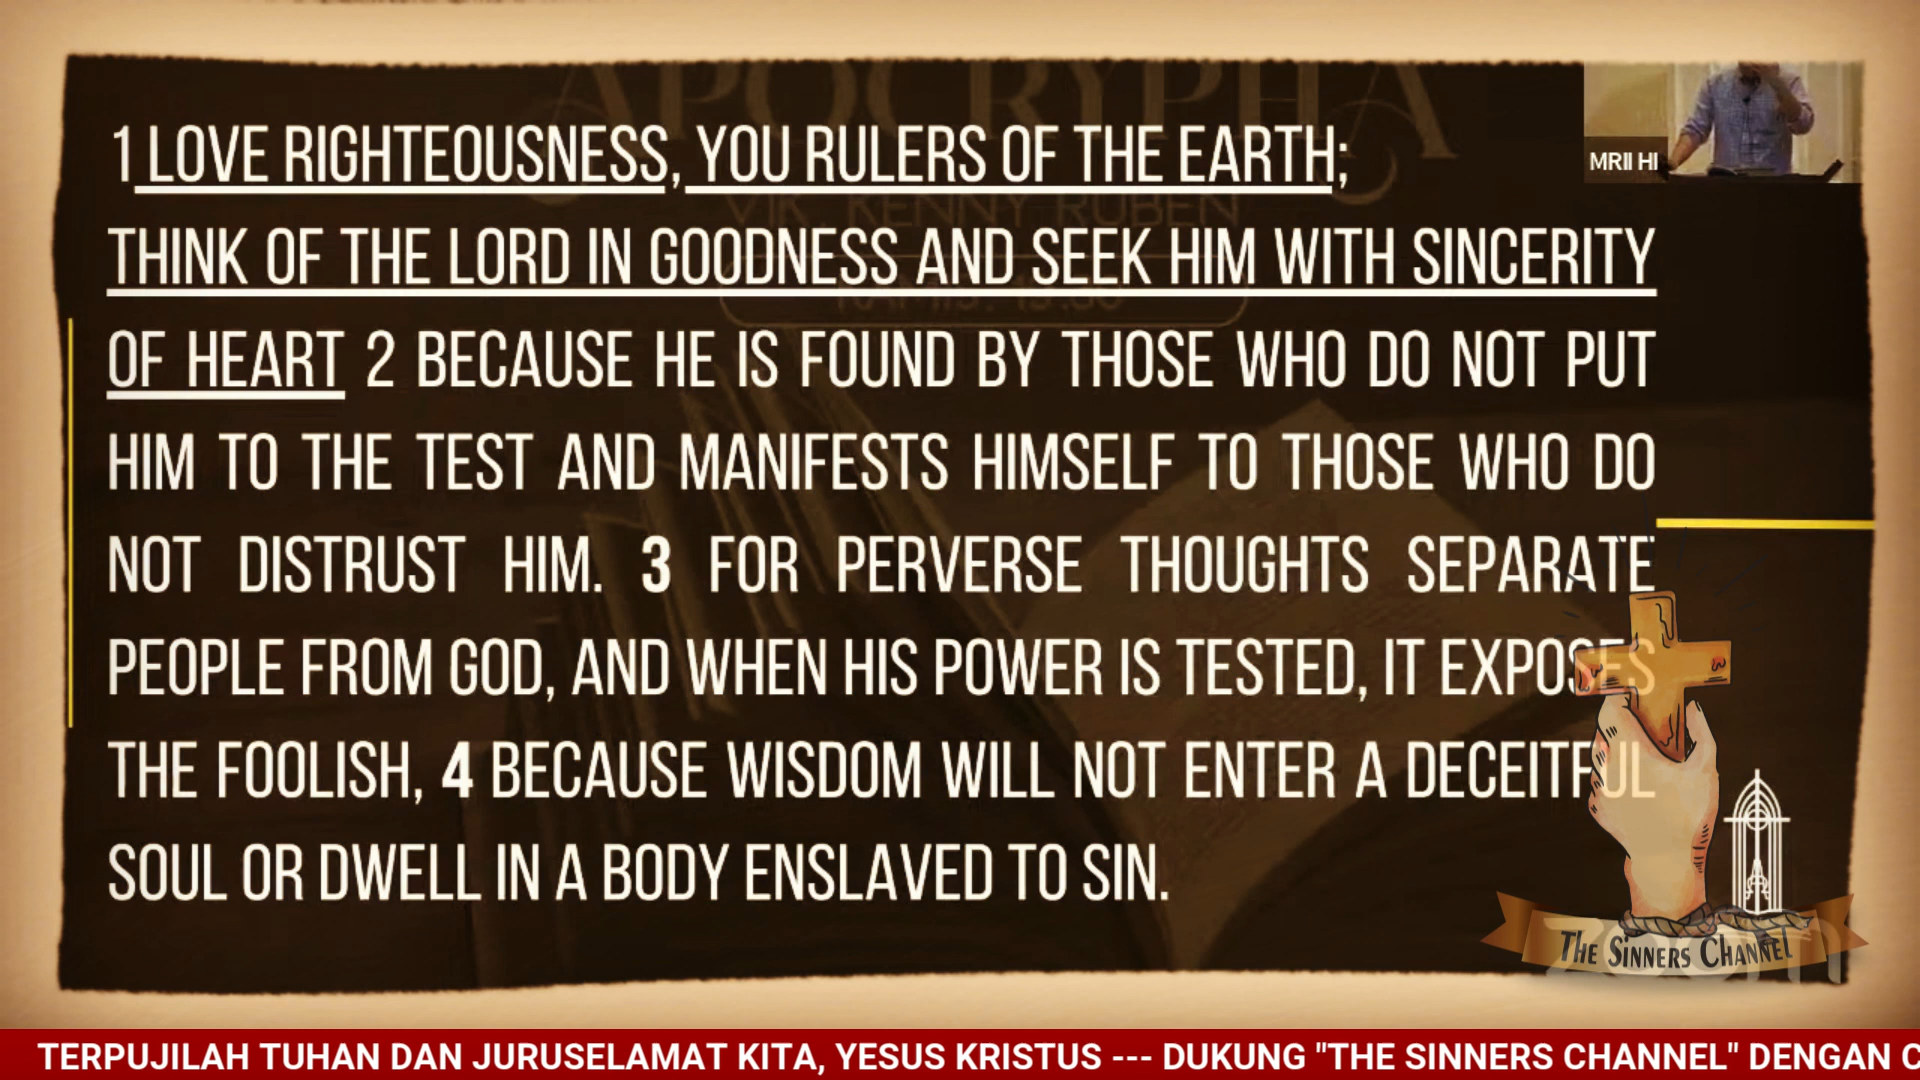 APOCRYPHA
1 LOVE RIGHTEOUSNESS, YOU RULERS OF THE EARTH;
MRII HI
VIK. KENNY RUBEN
THINK OF THE LORD IN GOODNESS AND SEEK HIM WITH SINCERITY
OF HEART 2 BECAUSE HE IS FOUND BY THOSE WHO DO NOT PUT
HIM TO THE TEST AND MANIFESTS HIMSELF TO THOSE WHO DO
NOT DISTRUST HIM. 3 FOR PERVERSE THOUGHTS SEPARATE
PEOPLE FROM GOD, AND WHEN HIS POWER IS TESTED, IT EXPOSES
THE FOOLISH, 4 BECAUSE WISDOM WILL NOT ENTER A DECEITFUL
SOUL OR DWELL IN A BODY ENSLAVED TO SIN.
THE SINNERS CHANNEL
zoom
TERPUJILAH TUHAN DAN JURUSELAMAT KITA, YESUS KRISTUS --- DUKUNG "THE SINNERS CHANNEL" DENGAN C